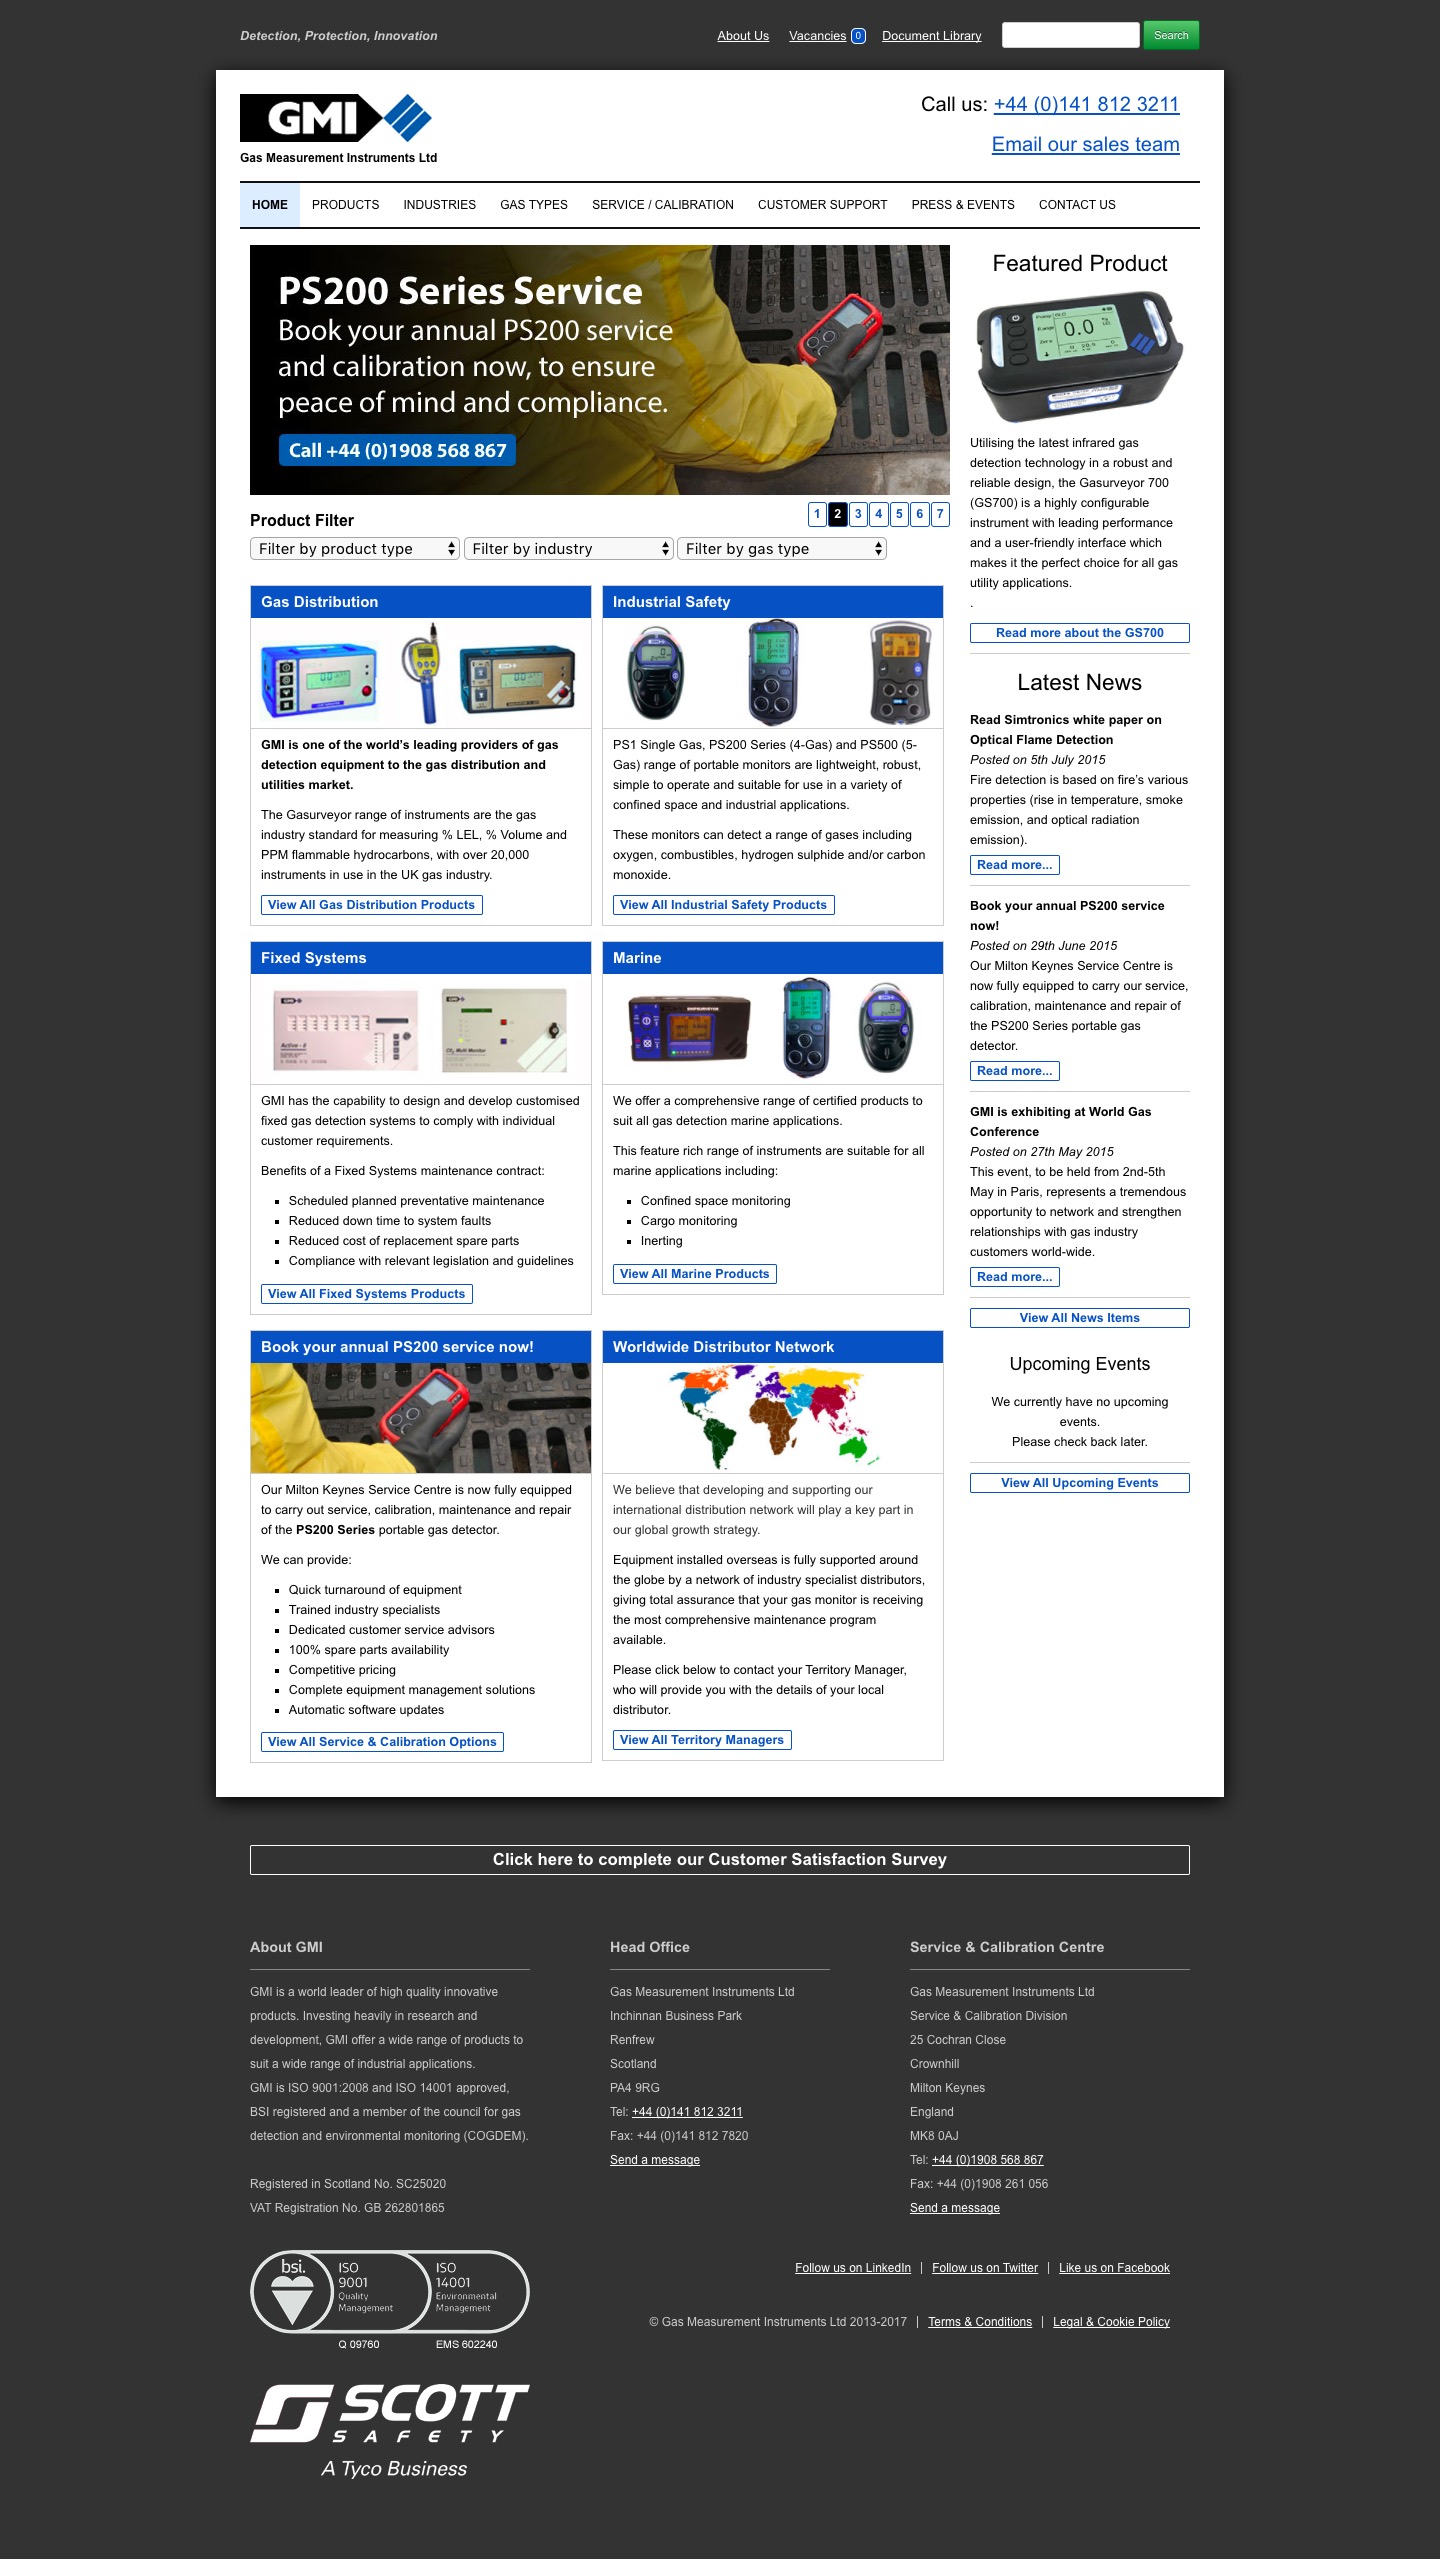 Detection, Protection, Innovation
About Us
Vacancies 0
Document Library
Search
GMI
Gas Measurement Instruments Ltd
Call us: +44 (0)141 812 3211
Email our sales team
HOME
PRODUCTS
INDUSTRIES
GAS TYPES
SERVICE / CALIBRATION
CUSTOMER SUPPORT
PRESS & EVENTS
CONTACT US
PS200 Series Service
Book your annual PS200 service
and calibration now, to ensure
peace of mind and compliance.
Call +44 (0)1908 568 867
1 2 3 4 5 6 7
Product Filter
Filter by product type
Filter by industry
Filter by gas type
Gas Distribution
GMI is one of the world's leading providers of gas
detection equipment to the gas distribution and
utilities market.
The Gasurveyor range of instruments are the gas
industry standard for measuring % LEL, % Volume and
PPM flammable hydrocarbons, with over 20,000
instruments in use in the UK gas industry.
View All Gas Distribution Products
Industrial Safety
PS1 Single Gas, PS200 Series (4-Gas) and PS500 (5-
Gas) range of portable monitors are lightweight, robust,
simple to operate and suitable for use in a variety of
confined space and industrial applications.
These monitors can detect a range of gases including
oxygen, combustibles, hydrogen sulphide and/or carbon
monoxide.
View All Industrial Safety Products
Fixed Systems
GMI has the capability to design and develop customised
fixed gas detection systems to comply with individual
customer requirements.
Benefits of a Fixed Systems maintenance contract:
Scheduled planned preventative maintenance
Reduced down time to system faults
Reduced cost of replacement spare parts
Compliance with relevant legislation and guidelines
View All Fixed Systems Products
Marine
We offer a comprehensive range of certified products to
suit all gas detection marine applications.
This feature rich range of instruments are suitable for all
marine applications including:
Confined space monitoring
Cargo monitoring
Inerting
View All Marine Products
Book your annual PS200 service now!
Our Milton Keynes Service Centre is now fully equipped
to carry out service, calibration, maintenance and repair
of the PS200 Series portable gas detector.
We can provide:
Quick turnaround of equipment
Trained industry specialists
Dedicated customer service advisors
100% spare parts availability
Competitive pricing
Complete equipment management solutions
Automatic software updates
View All Service & Calibration Options
Worldwide Distributor Network
We believe that developing and supporting our
international distribution network will play a key part in
our global growth strategy.
Equipment installed overseas is fully supported around
the globe by a network of industry specialist distributors,
giving total assurance that your gas monitor is receiving
the most comprehensive maintenance program
available.
Please click below to contact your Territory Manager,
who will provide you with the details of your local
distributor.
View All Territory Managers
Featured Product
0.0
Utilising the latest infrared gas
detection technology in a robust and
reliable design, the Gasurveyor 700
(GS700) is a highly configurable
instrument with leading performance
and a user-friendly interface which
makes it the perfect choice for all gas
utility applications.
.
Read more about the GS700
Latest News
Read Simtronics white paper on
Optical Flame Detection
Posted on 5th July 2015
Fire detection is based on fire's various
properties (rise in temperature, smoke
emission, and optical radiation
emission).
Read more...
Book your annual PS200 service
now!
Posted on 29th June 2015
Our Milton Keynes Service Centre is
now fully equipped to carry our service,
calibration, maintenance and repair of
the PS200 Series portable gas
detector.
Read more...
GMI is exhibiting at World Gas
Conference
Posted on 27th May 2015
This event, to be held from 2nd-5th
May in Paris, represents a tremendous
opportunity to network and strengthen
relationships with gas industry
customers world-wide.
Read more...
View All News Items
Upcoming Events
We currently have no upcoming
events.
Please check back later.
View All Upcoming Events
Click here to complete our Customer Satisfaction Survey
About GMI
GMI is a world leader of high quality innovative
products. Investing heavily in research and
development, GMI offer a wide range of products to
suit a wide range of industrial applications.
GMI is ISO 9001:2008 and ISO 14001 approved,
BSI registered and a member of the council for gas
detection and environmental monitoring (COGDEM).
Registered in Scotland No. SC25020
VAT Registration No. GB 262801865
Head Office
Gas Measurement Instruments Ltd
Inchinnan Business Park
Renfrew
Scotland
PA4 9RG
Tel: +44 (0)141 812 3211
Fax: +44 (0)141 812 7820
Send a message
Service & Calibration Centre
Gas Measurement Instruments Ltd
Service & Calibration Division
25 Cochran Close
Crownhill
Milton Keynes
England
MK8 0AJ
Tel: +44 (0)1908 568 867
Fax: +44 (0)1908 261 056
Send a message
bsi.
ISO
9001
Quality
Management
ISO
14001
Environmental
Management
Q 09760
EMS 602240
Follow us on LinkedIn | Follow us on Twitter | Like us on Facebook
© Gas Measurement Instruments Ltd 2013-2017 | Terms & Conditions | Legal & Cookie Policy
SCOTT
SAFETY
A Tyco Business